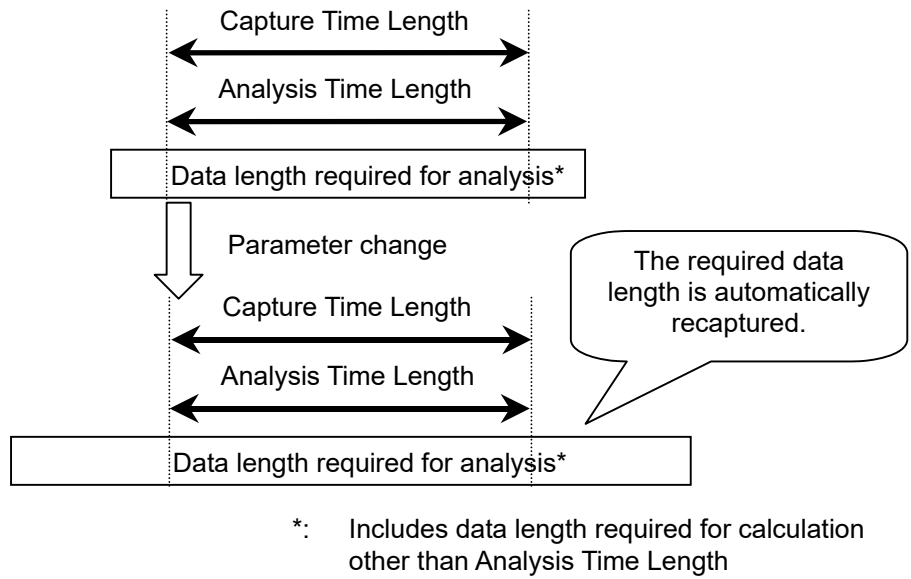 Capture Time Length
Analysis Time Length
Data length required for analysis*
Parameter change
The required data
length is automatically
recaptured.
Capture Time Length
Analysis Time Length
Data length required for analysis*
*: Includes data length required for calculation
other than Analysis Time Length